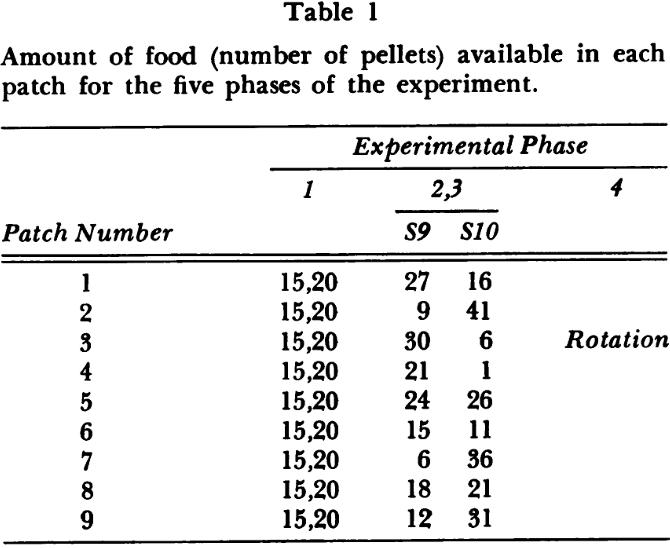 Table 1
Amount of food (number of pellets) available in each
patch for the five phases of the experiment.
Experimental Phase
1 2,3 4
Patch Number S9 S10
1 15,20 27 16
2 15,20 9 41
3 15,20 30 6 Rotation
4 15,20 21 1
5 15,20 24 26
6 15,20 15 11
7 15,20 6 36
8 15,20 18 21
9 15,20 12 31